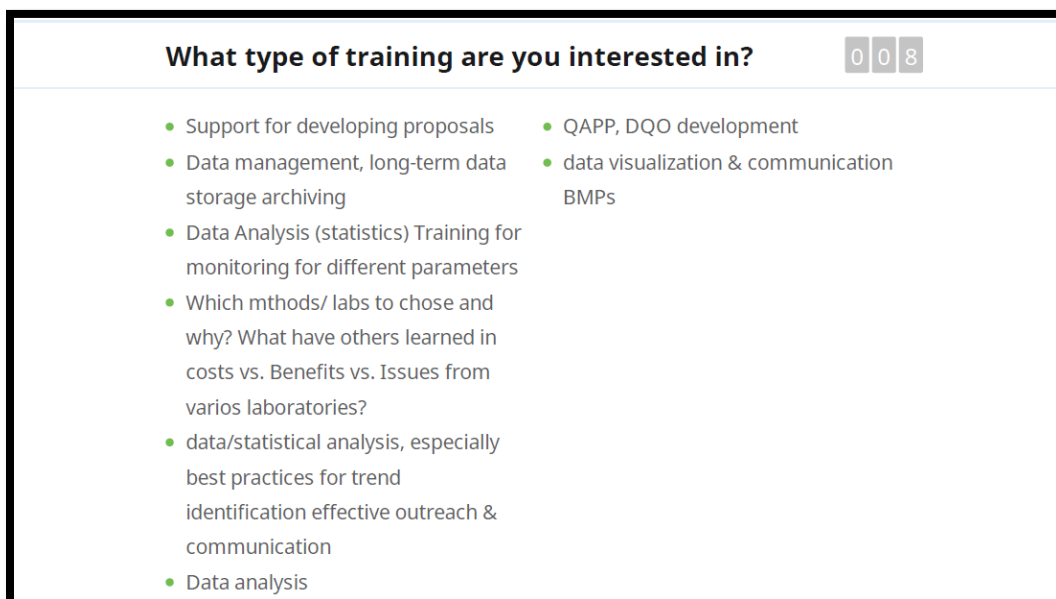 What type of training are you interested in?
0 0 8
Support for developing proposals
Data management, long-term data
storage archiving
Data Analysis (statistics) Training for
monitoring for different parameters
Which mthods/ labs to chose and
why? What have others learned in
costs vs. Benefits vs. Issues from
varios laboratories?
data/statistical analysis, especially
best practices for trend
identification effective outreach &
communication
Data analysis
QAPP, DQO development
data visualization & communication
BMPs